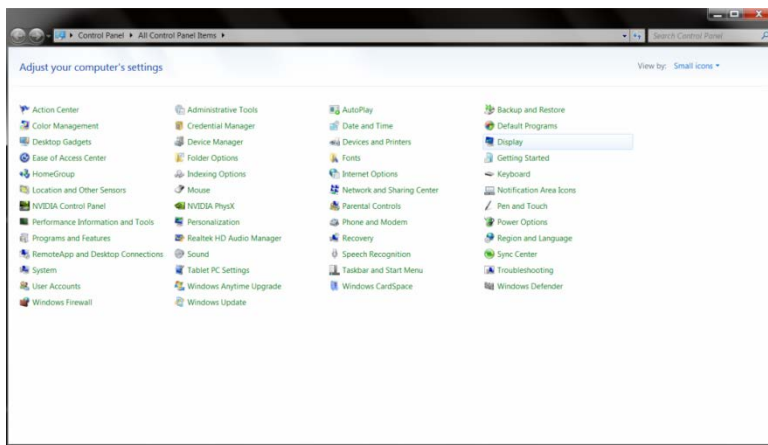 Control Panel ▸ All Control Panel Items ▸
Search Control Panel
Adjust your computer's settings
View by: Small icons
Action Center
Administrative Tools
AutoPlay
Backup and Restore
Color Management
Credential Manager
Date and Time
Default Programs
Desktop Gadgets
Device Manager
Devices and Printers
Display
Ease of Access Center
Folder Options
Fonts
Getting Started
HomeGroup
Indexing Options
Internet Options
Keyboard
Location and Other Sensors
Mouse
Network and Sharing Center
Notification Area Icons
NVIDIA Control Panel
NVIDIA PhysX
Parental Controls
Pen and Touch
Performance Information and Tools
Personalization
Phone and Modem
Power Options
Programs and Features
Realtek HD Audio Manager
Recovery
Region and Language
RemoteApp and Desktop Connections
Sound
Speech Recognition
Sync Center
System
Tablet PC Settings
Taskbar and Start Menu
Troubleshooting
User Accounts
Windows Anytime Upgrade
Windows CardSpace
Windows Defender
Windows Firewall
Windows Update